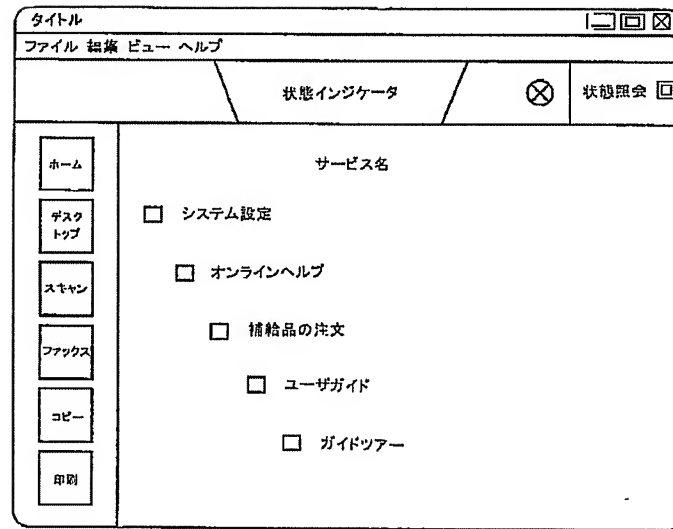 タイトル
ファイル 編集 ビュー ヘルプ
状態インジケータ
状態照会
ホーム
デスク
トップ
スキャン
ファックス
コピー
印刷
サービス名
システム設定
オンラインヘルプ
補給品の注文
ユーザガイド
ガイドツアー